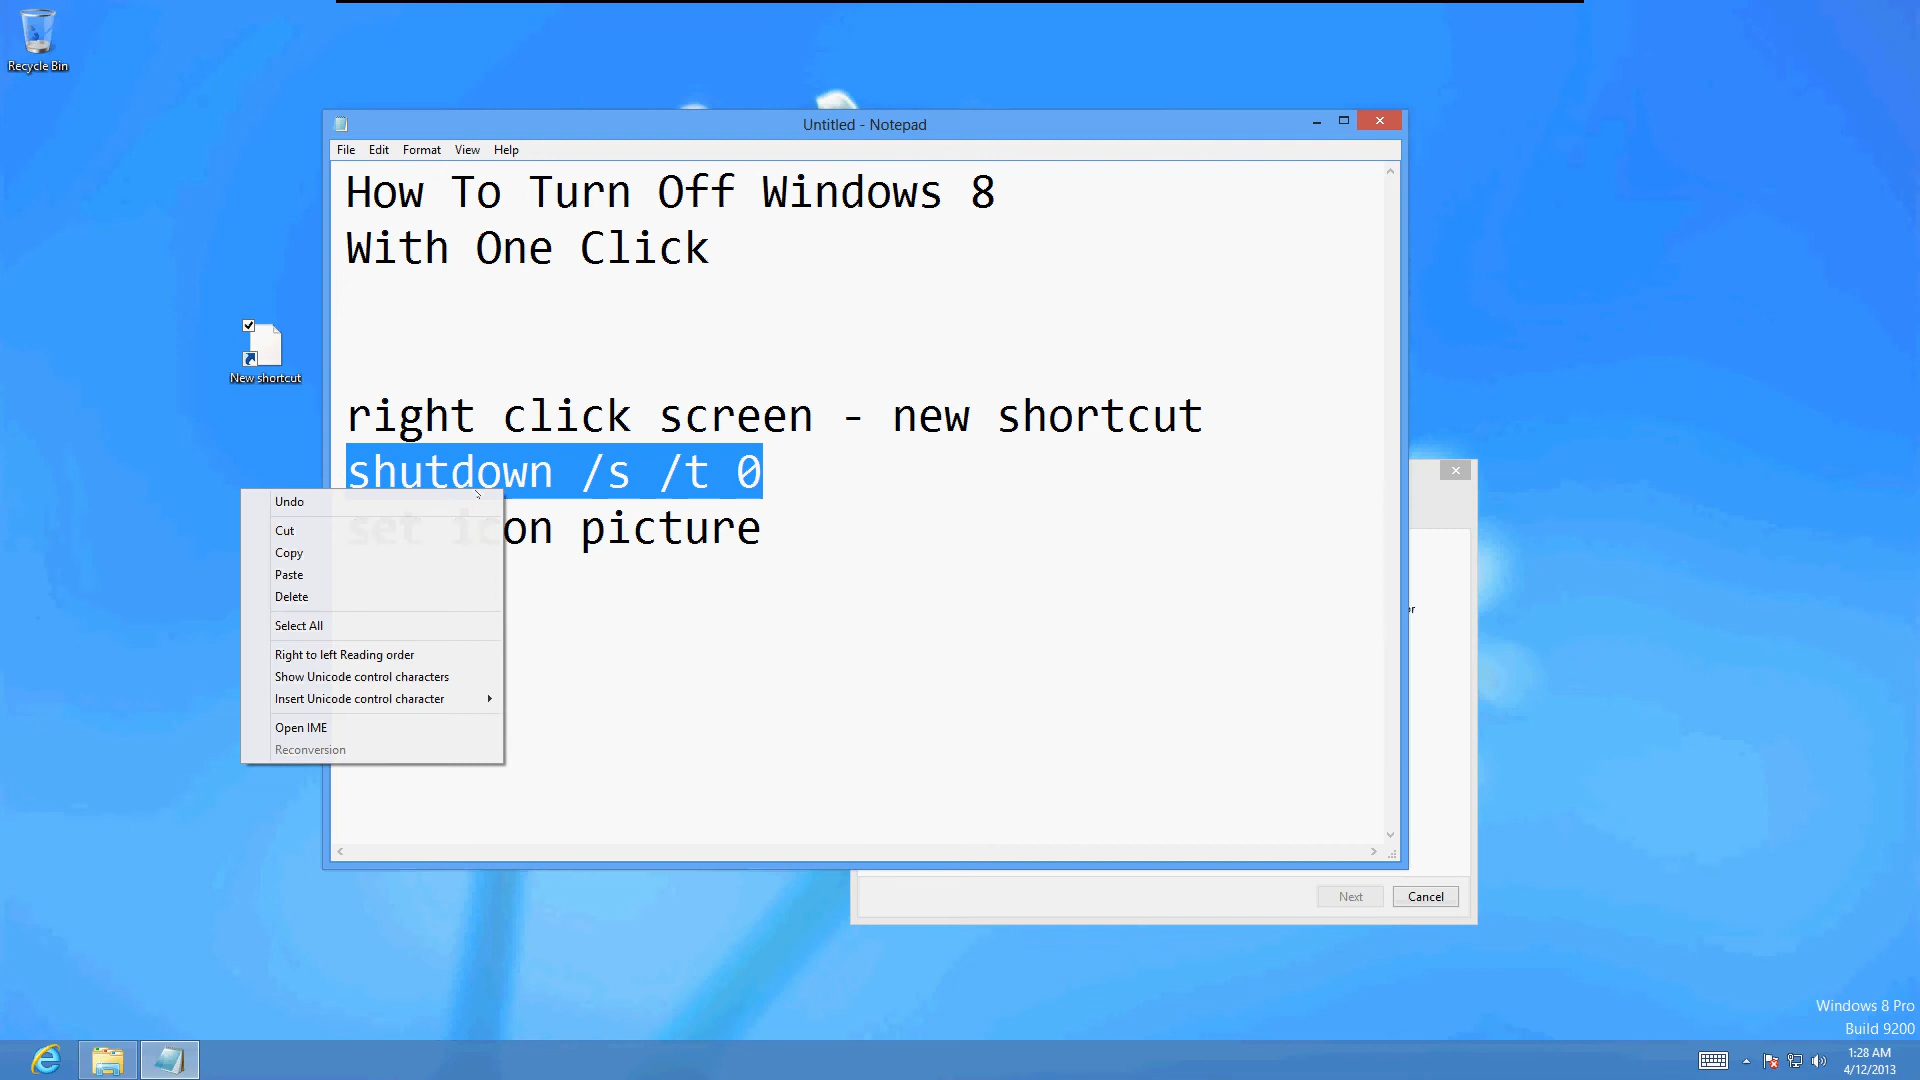 Recycle Bin
Untitled - Notepad
File Edit Format View Help
How To Turn Off Windows 8
With One Click
New shortcut
right click screen - new shortcut
shutdown /s /t 0
set icon picture
Undo
Cut
Copy
Paste
Delete
Select All
Right to left Reading order
Show Unicode control characters
Insert Unicode control character
Open IME
Reconversion
or
Next Cancel
Windows 8 Pro
Build 9200
1:28 AM
4/12/2013